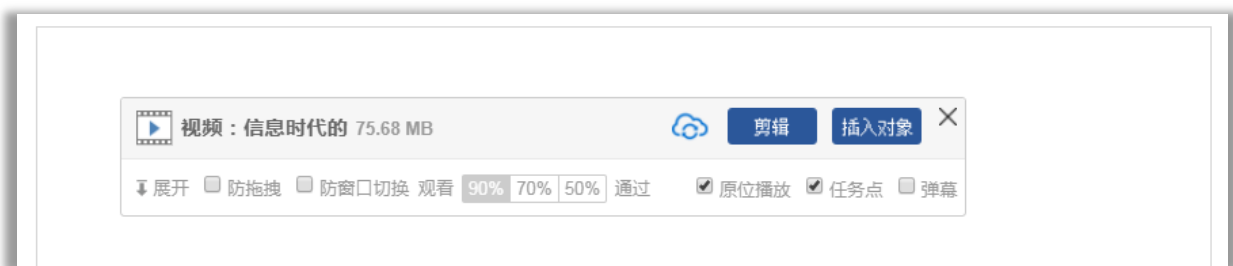 视频：信息时代的 75.68 MB 剪辑 插入对象
展开 防拖拽 防窗口切换 观看 90% 70% 50% 通过 原位播放 任务点 弹幕